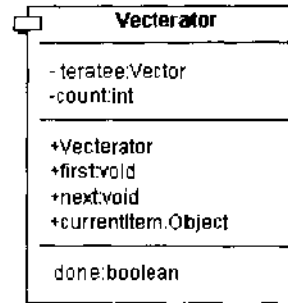 Vecterator
-teratee:Vector
-count:int
+Vecterator
+first:void
+next:void
+currentItem:Object
done:boolean